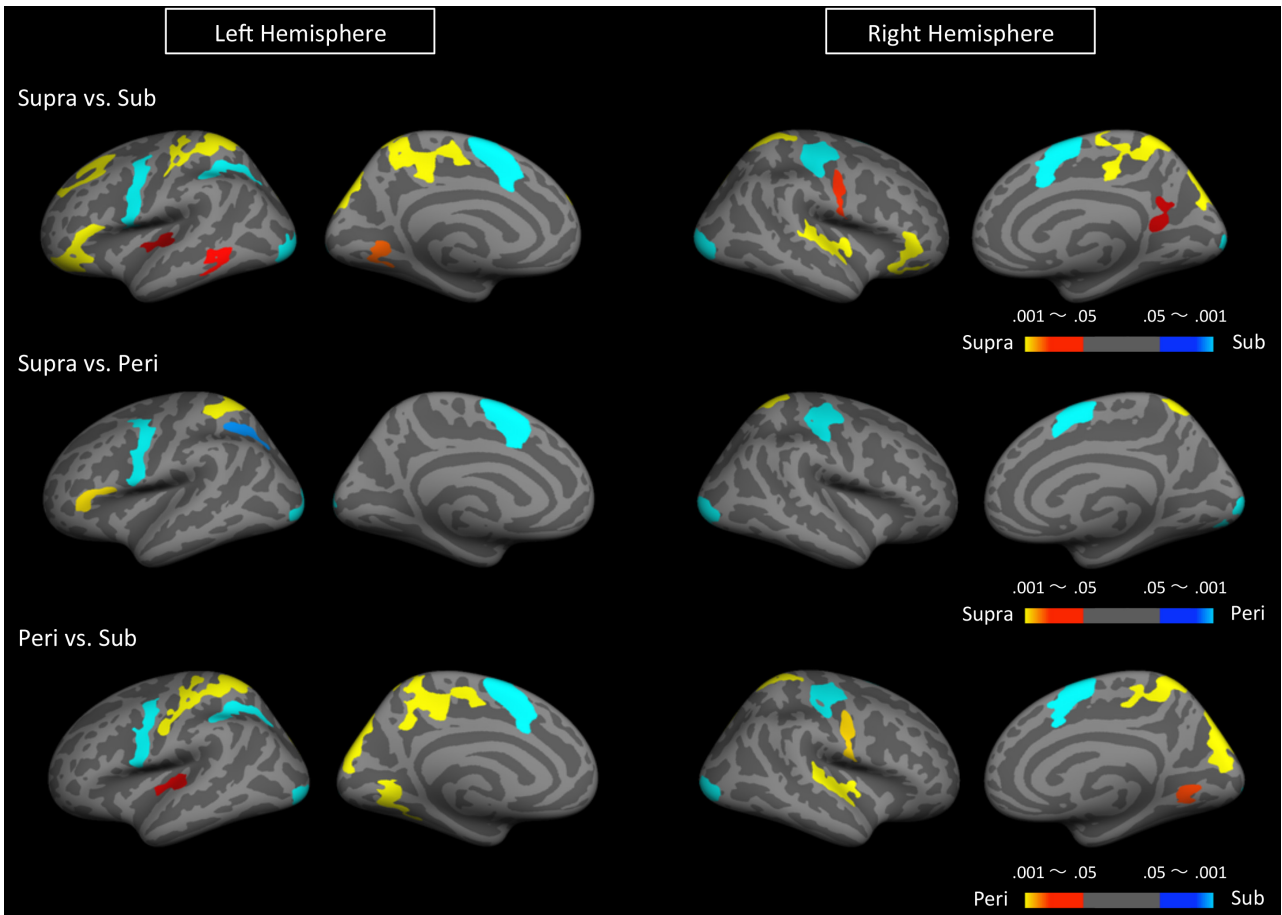 Left Hemisphere
Right Hemisphere
Supra vs. Sub
.001 ～ .05 .05 ～ .001
Supra Sub
Supra vs. Peri
.001 ～ .05 .05 ～ .001
Supra Peri
Peri vs. Sub
.001 ～ .05 .05 ～ .001
Peri Sub